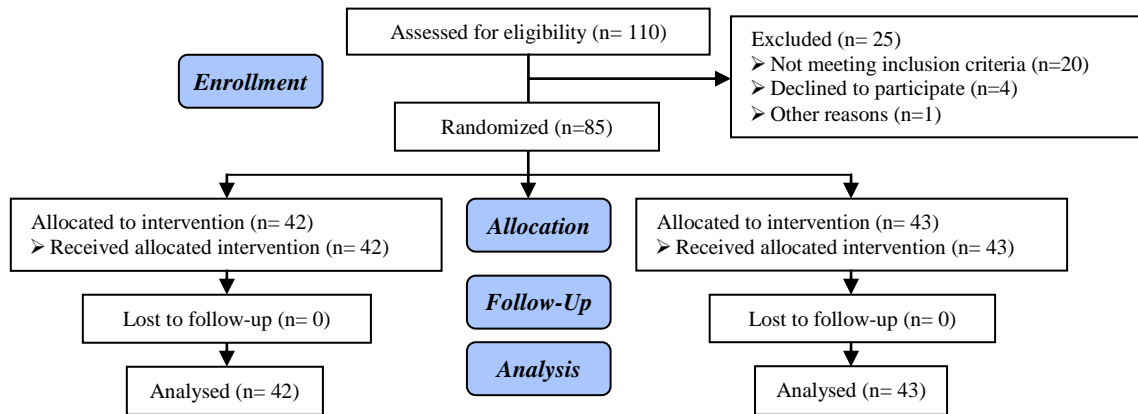 Assessed for eligibility (n= 110)
Excluded (n= 25)
➢ Not meeting inclusion criteria (n=20)
➢ Declined to participate (n=4)
➢ Other reasons (n=1)
Enrollment
Randomized (n=85)
Allocated to intervention (n= 42)
➢ Received allocated intervention (n= 42)
Allocation
Allocated to intervention (n= 43)
➢ Received allocated intervention (n= 43)
Follow-Up
Lost to follow-up (n= 0)
Lost to follow-up (n= 0)
Analysis
Analysed (n= 42)
Analysed (n= 43)